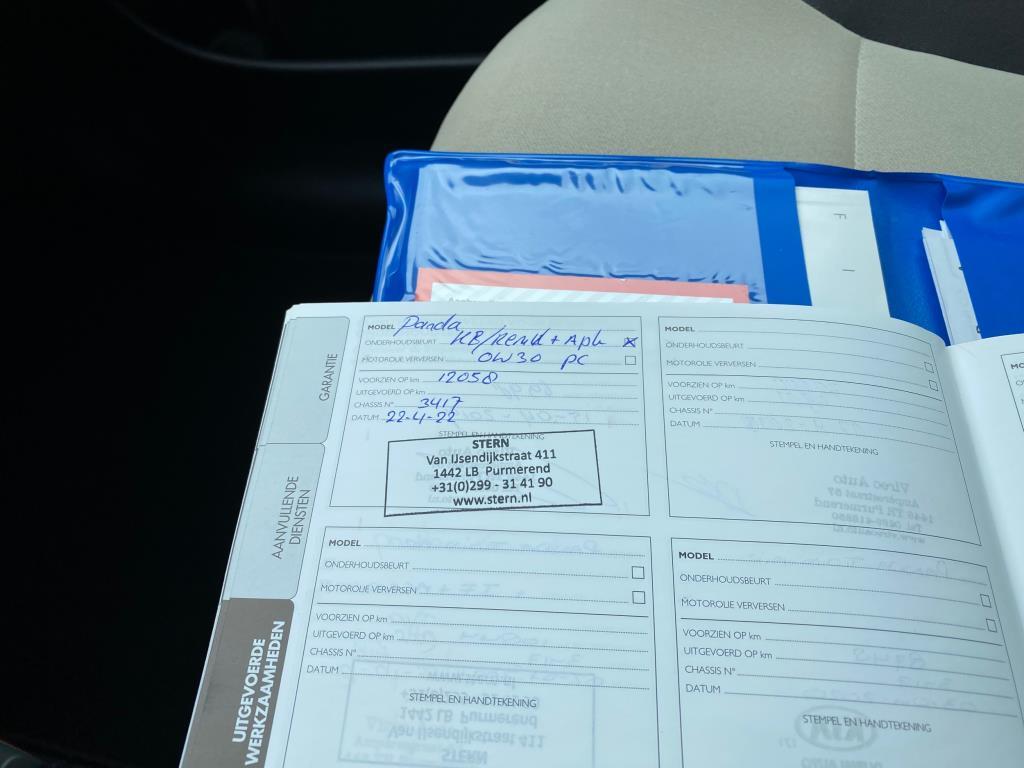 GARANTIE
AANVULLENDE
DIENSTEN
UITGEVOERDE
WERKZAAMHEDEN
MODEL Panda
ONDERHOUDSBEURT KB/
MOTOROLIE VERVERSEN 0W30 PC
VOORZIEN OP km 12058
UITGEVOERD OP km
CHASSIS N° 3417
DATUM 22-4-22
STEMPEL EN HANDTEKENING
STERN
Van IJsendijkstraat 411
1442 LB Purmerend
+31(0)299 - 31 41 90
www.stern.nl
MODEL
ONDERHOUDSBEURT
MOTOROLIE VERVERSEN
VOORZIEN OP km
UITGEVOERD OP km
CHASSIS N°
DATUM
STEMPEL EN HANDTEKENING
MODEL
ONDERHOUDSBEURT
MOTOROLIE VERVERSEN
VOORZIEN OP km
UITGEVOERD OP km
CHASSIS N°
DATUM
STEMPEL EN HANDTEKENING
MODEL
ONDERHOUDSBEURT
MOTOROLIE VERVERSEN
VOORZIEN OP km
UITGEVOERD OP km
CHASSIS N°
DATUM
STEMPEL EN HANDTEKENING